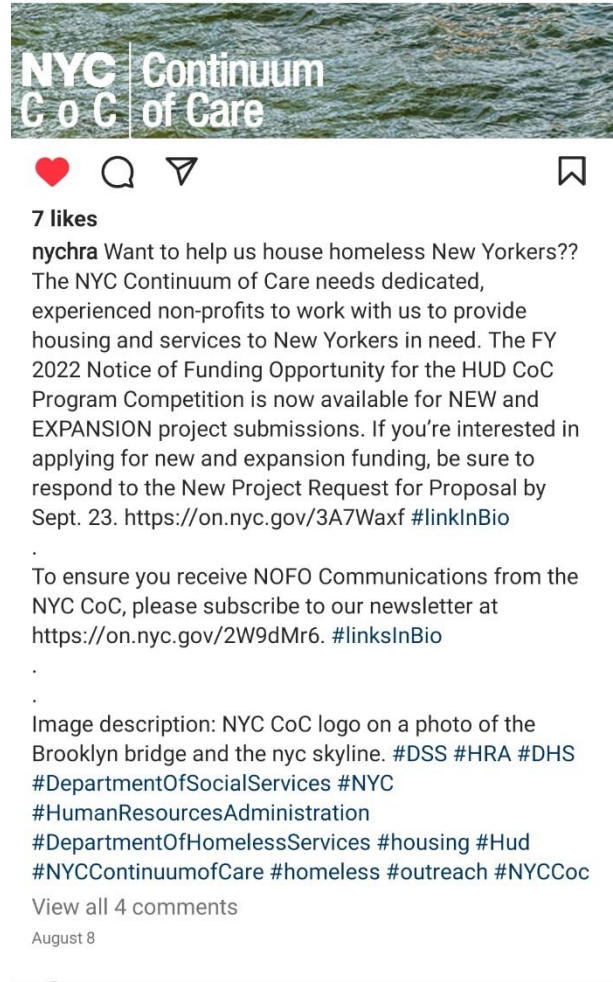 NYC Continuum
CoC of Care
7 likes
nychra Want to help us house homeless New Yorkers??
The NYC Continuum of Care needs dedicated,
experienced non-profits to work with us to provide
housing and services to New Yorkers in need. The FY
2022 Notice of Funding Opportunity for the HUD CoC
Program Competition is now available for NEW and
EXPANSION project submissions. If you’re interested in
applying for new and expansion funding, be sure to
respond to the New Project Request for Proposal by
Sept. 23. https://on.nyc.gov/3A7Waxf #linkInBio
.
To ensure you receive NOFO Communications from the
NYC CoC, please subscribe to our newsletter at
https://on.nyc.gov/2W9dMr6. #linksInBio
.
.
Image description: NYC CoC logo on a photo of the
Brooklyn bridge and the nyc skyline. #DSS #HRA #DHS
#DepartmentOfSocialServices #NYC
#HumanResourcesAdministration
#DepartmentOfHomelessServices #housing #Hud
#NYCContinuumofCare #homeless #outreach #NYCCoc
View all 4 comments
August 8